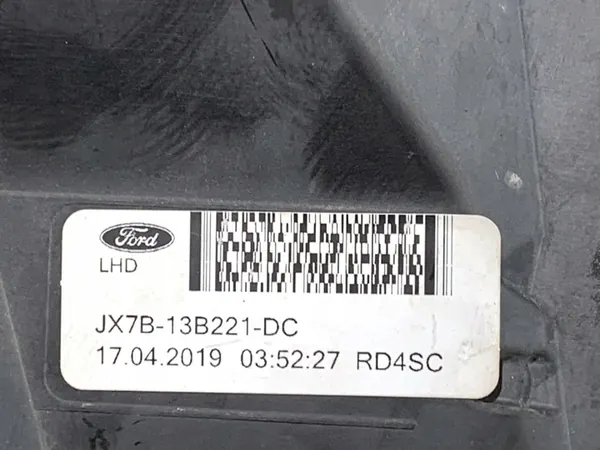 Ford
LHD
JX7B-13B221-DC
17.04.2019 03:52:27 RD4SC